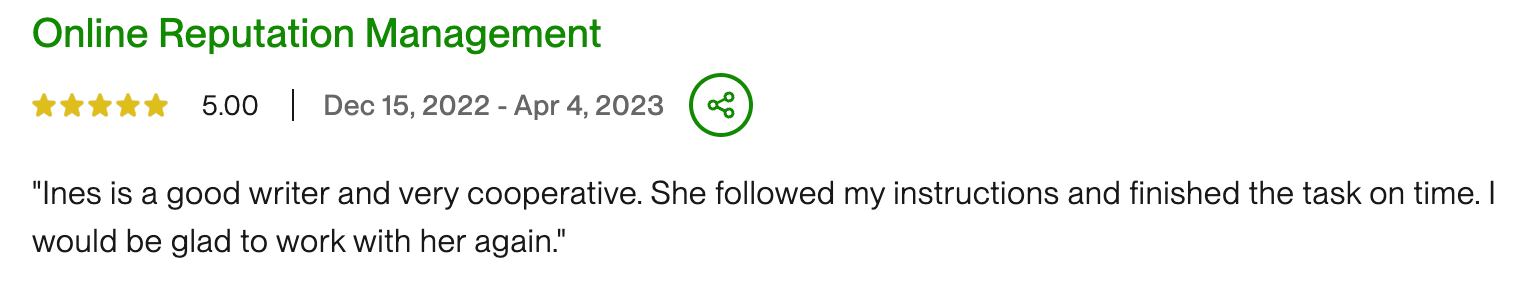 Online Reputation Management
5.00 | Dec 15, 2022 - Apr 4, 2023
"Ines is a good writer and very cooperative. She followed my instructions and finished the task on time. I
would be glad to work with her again."